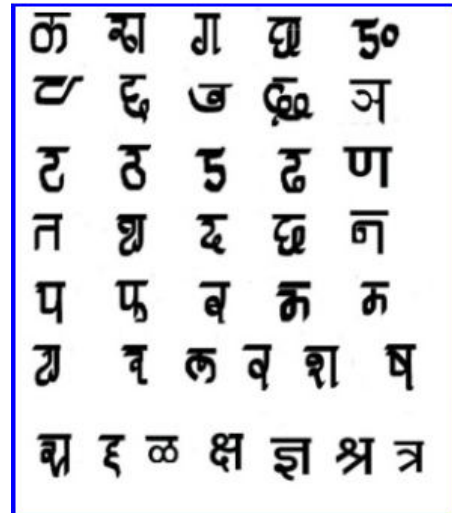 क ख ग घ ङ
च छ ज झ ञ
ट ठ ड ढ ण
त थ द ध न
प फ ब भ म
य र ल व श ष
स ह ळ क्ष ज्ञ श्र त्र